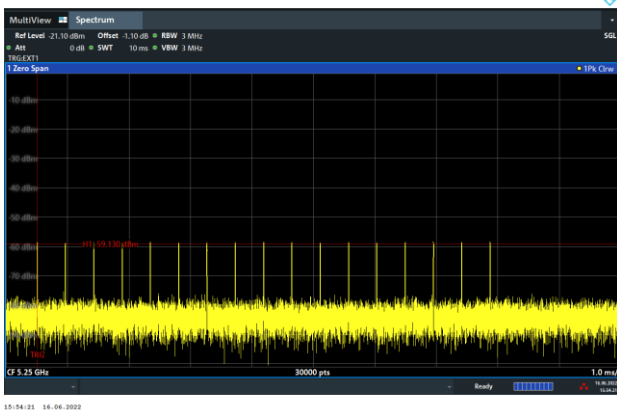 MultiView Spectrum
Ref Level -21.10 dBm Offset -1.10 dB RBW 3 MHz
SGL
Att 0 dB SWT 10 ms VBW 3 MHz
TRG:EXT1
1 Zero Span 1Pk Clrw
-10 dBm
-20 dBm
-30 dBm
-40 dBm
-50 dBm
H1 -59.130 dBm
-60 dBm
-70 dBm
TRG
CF 5.25 GHz 30000 pts 1.0 ms/
Ready 16.06.2022
15:54:21
15:54:21 16.06.2022